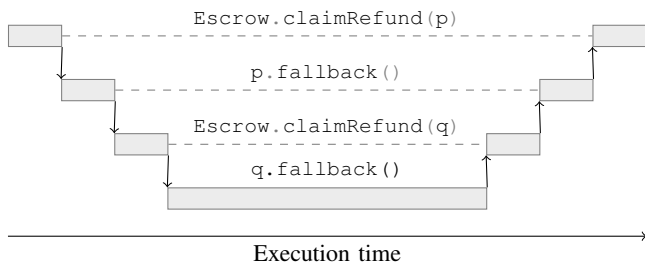 Escrow.claimRefund(p)
p.fallback()
Escrow.claimRefund(q)
q.fallback()
Execution time